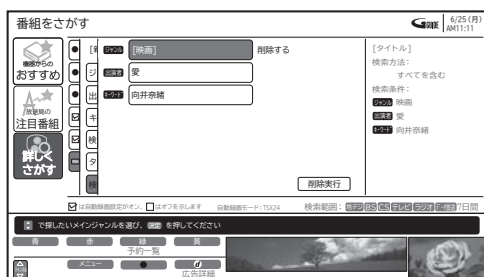 番組をさがす
GGUIDE
6/25 (月)
AM11:11
機器からの
おすすめ
放送局の
注目番組
詳しく
さがす
ジャンル [映画]
出演者 愛
キーワード 向井奈緒
削除する
削除実行
[タイトル]
検索方法:
すべてを含む
検索条件:
ジャンル 映画
出演者 愛
キーワード 向井奈緒
は自動録画設定がオン、はオフを示します
自動録画モード:TSX24
検索範囲: 地デジ BS CS テレビ ラジオ データ 7日間
で探したいメインジャンルを選び、決定 を押してください
青 赤 緑 黄
予約一覧
メニュー d
広告詳細